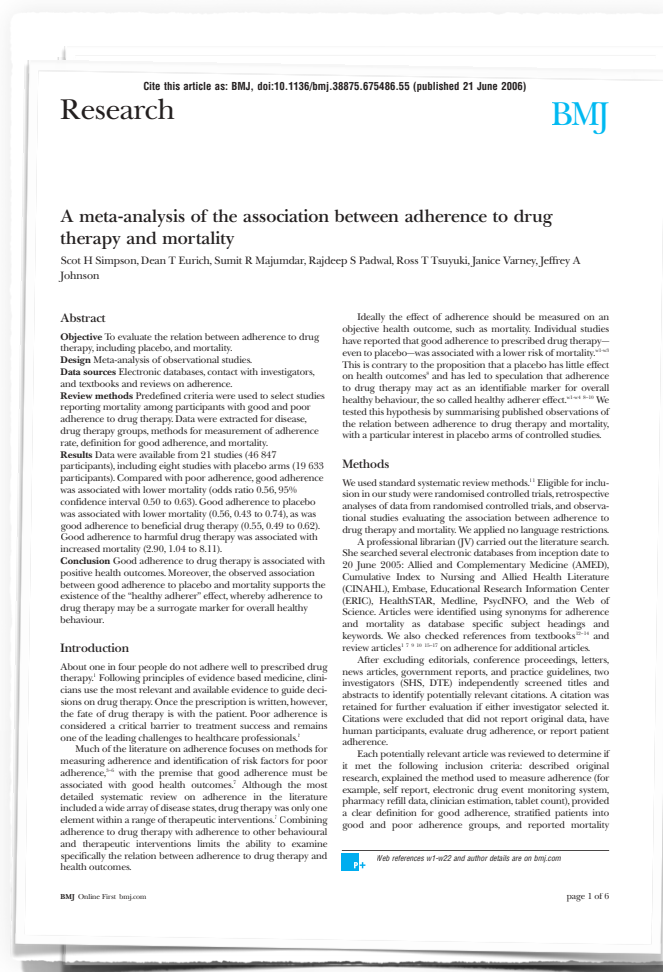 Cite this article as: BMJ, doi:10.1136/bmj.38875.675486.55 (published 21 June 2006)
Research
BMJ
A meta-analysis of the association between adherence to drug
therapy and mortality
Scot H Simpson, Dean T Eurich, Sumit R Majumdar, Rajdeep S Padwal, Ross T Tsuyuki, Janice Varney, Jeffrey A
Johnson
Abstract
Objective To evaluate the relation between adherence to drug
therapy, including placebo, and mortality.
Design Meta-analysis of observational studies.
Data sources Electronic databases, contact with investigators,
and textbooks and reviews on adherence.
Review methods Predefined criteria were used to select studies
reporting mortality among participants with good and poor
adherence to drug therapy. Data were extracted for disease,
drug therapy groups, methods for measurement of adherence
rate, definition for good adherence, and mortality.
Results Data were available from 21 studies (46 847
participants), including eight studies with placebo arms (19 633
participants). Compared with poor adherence, good adherence
was associated with lower mortality (odds ratio 0.56, 95%
confidence interval 0.50 to 0.63). Good adherence to placebo
was associated with lower mortality (0.56, 0.43 to 0.74), as was
good adherence to beneficial drug therapy (0.55, 0.49 to 0.62).
Good adherence to harmful drug therapy was associated with
increased mortality (2.90, 1.04 to 8.11).
Conclusion Good adherence to drug therapy is associated with
positive health outcomes. Moreover, the observed association
between good adherence to placebo and mortality supports the
existence of the “healthy adherer” effect, whereby adherence to
drug therapy may be a surrogate marker for overall healthy
behaviour.
Introduction
About one in four people do not adhere well to prescribed drug
therapy.1 Following principles of evidence based medicine, clini-
cians use the most relevant and available evidence to guide deci-
sions on drug therapy. Once the prescription is written, however,
the fate of drug therapy is with the patient. Poor adherence is
considered a critical barrier to treatment success and remains
one of the leading challenges to healthcare professionals.2
Much of the literature on adherence focuses on methods for
measuring adherence and identification of risk factors for poor
adherence, with the premise that good adherence must be
associated with good health outcomes.7 Although the most
detailed systematic review on adherence in the literature
included a wide array of disease states, drug therapy was only one
element within a range of therapeutic interventions.7 Combining
adherence to drug therapy with adherence to other behavioural
and therapeutic interventions limits the ability to examine
specifically the relation between adherence to drug therapy and
health outcomes.
Ideally the effect of adherence should be measured on an
objective health outcome, such as mortality. Individual studies
have reported that good adherence to prescribed drug therapy—
even to placebo—was associated with a lower risk of mortality.
This is contrary to the proposition that a placebo has little effect
on health outcomes and has led to speculation that adherence
to drug therapy may act as an identifiable marker for overall
healthy behaviour, the so called healthy adherer effect. We
tested this hypothesis by summarising published observations of
the relation between adherence to drug therapy and mortality,
with a particular interest in placebo arms of controlled studies.
Methods
We used standard systematic review methods.11 Eligible for inclu-
sion in our study were randomised controlled trials, retrospective
analyses of data from randomised controlled trials, and observa-
tional studies evaluating the association between adherence to
drug therapy and mortality. We applied no language restrictions.
A professional librarian (JV) carried out the literature search.
She searched several electronic databases from inception date to
20 June 2005: Allied and Complementary Medicine (AMED),
Cumulative Index to Nursing and Allied Health Literature
(CINAHL), Embase, Educational Research Information Center
(ERIC), HealthSTAR, Medline, PsycINFO, and the Web of
Science. Articles were identified using synonyms for adherence
and mortality as database specific subject headings and
keywords. We also checked references from textbooks12-14 and
review articles1 7 9 10 15-17 on adherence for additional articles.
After excluding editorials, conference proceedings, letters,
news articles, government reports, and practice guidelines, two
investigators (SHS, DTE) independently screened titles and
abstracts to identify potentially relevant citations. A citation was
retained for further evaluation if either investigator selected it.
Citations were excluded that did not report original data, have
human participants, evaluate drug adherence, or report patient
adherence.
Each potentially relevant article was reviewed to determine if
it met the following inclusion criteria: described original
research, explained the method used to measure adherence (for
example, self report, electronic drug event monitoring system,
pharmacy refill data, clinician estimation, tablet count), provided
a clear definition for good adherence, stratified patients into
good and poor adherence groups, and reported mortality
P+
Web references w1-w22 and author details are on bmj.com
BMJ Online First bmj.com
page 1 of 6